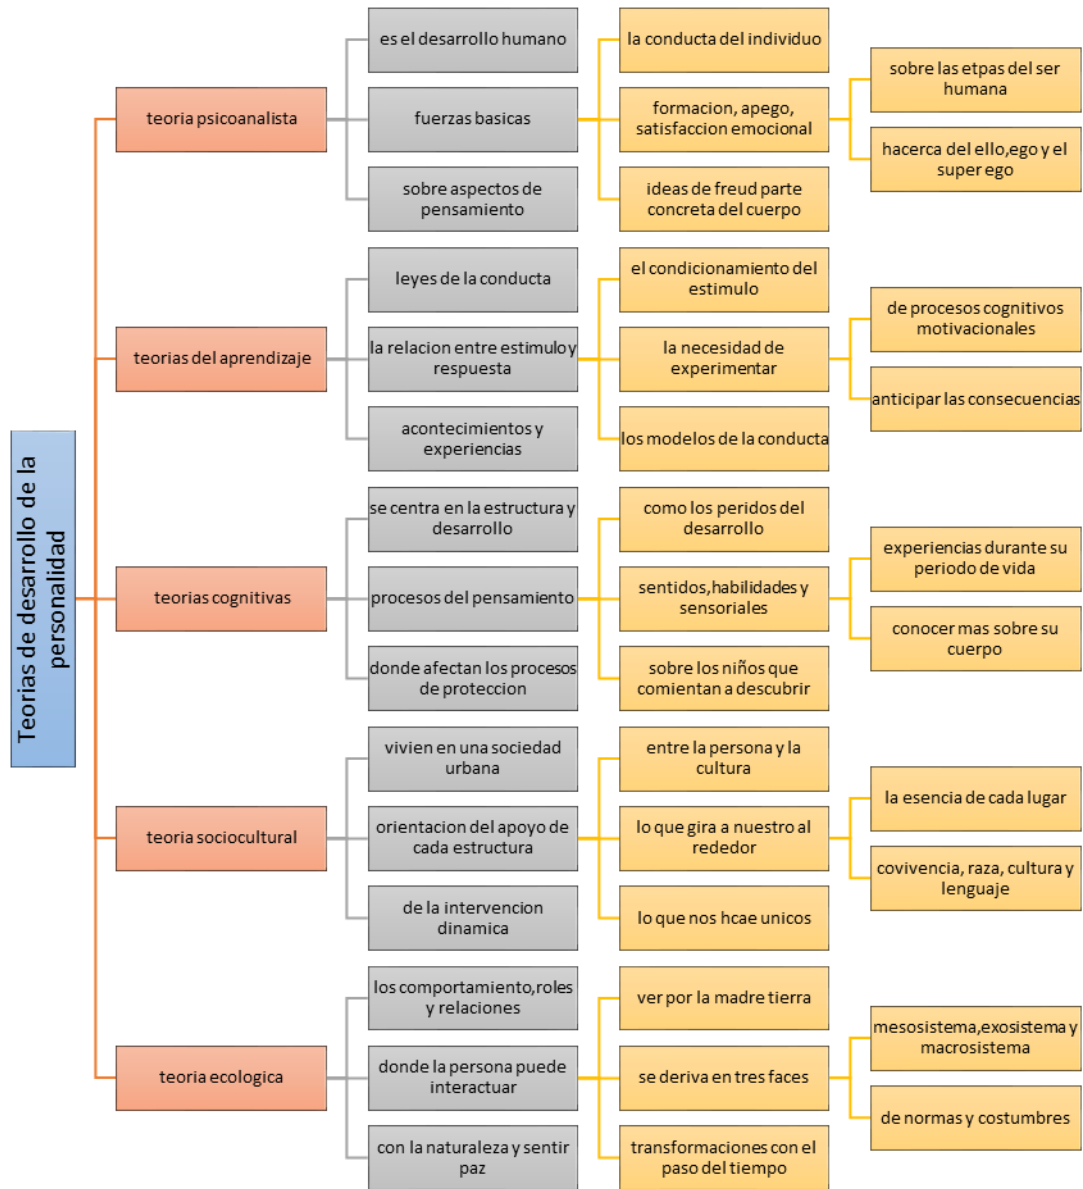 Teorias de desarrollo de la
personalidad
teoria psicoanalista
es el desarrollo humano
fuerzas basicas
sobre aspectos de
pensamiento
la conducta del individuo
formacion, apego,
satisfaccion emocional
ideas de freud parte
concreta del cuerpo
sobre las etpas del ser
humana
hacerca del ello,ego y el
super ego
teorias del aprendizaje
leyes de la conducta
la relacion entre estimulo y
respuesta
acontecimientos y
experiencias
el condicionamiento del
estimulo
la necesidad de
experimentar
los modelos de la conducta
de procesos cognitivos
motivacionales
anticipar las consecuencias
teorias cognitivas
se centra en la estructura y
desarrollo
procesos del pensamiento
donde afectan los procesos
de proteccion
como los peridos del
desarrollo
sentidos,habilidades y
sensoriales
sobre los niños que
comientan a descubrir
experiencias durante su
periodo de vida
conocer mas sobre su
cuerpo
teoria sociocultural
vivien en una sociedad
urbana
orientacion del apoyo de
cada estructura
de la intervencion
dinamica
entre la persona y la
cultura
lo que gira a nuestro al
rededor
lo que nos hcae unicos
la esencia de cada lugar
covivencia, raza, cultura y
lenguaje
teoria ecologica
los comportamiento,roles
y relaciones
donde la persona puede
interactuar
con la naturaleza y sentir
paz
ver por la madre tierra
se deriva en tres faces
transformaciones con el
paso del tiempo
mesosistema,exosistema y
macrosistema
de normas y costumbres